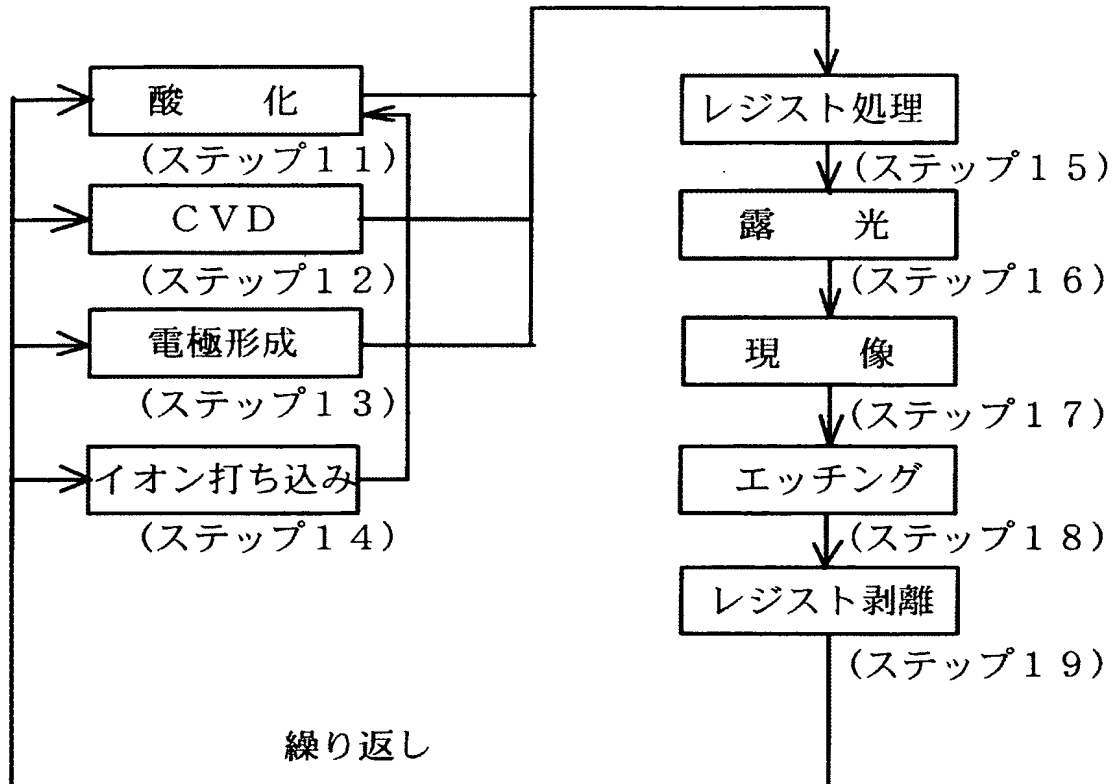 酸　　化
(ステップ１１)
ＣＶＤ
(ステップ１２)
電極形成
(ステップ１３)
イオン打ち込み
(ステップ１４)
レジスト処理
(ステップ１５)
露　　光
(ステップ１６)
現　　像
(ステップ１７)
エッチング
(ステップ１８)
レジスト剥離
(ステップ１９)
繰り返し